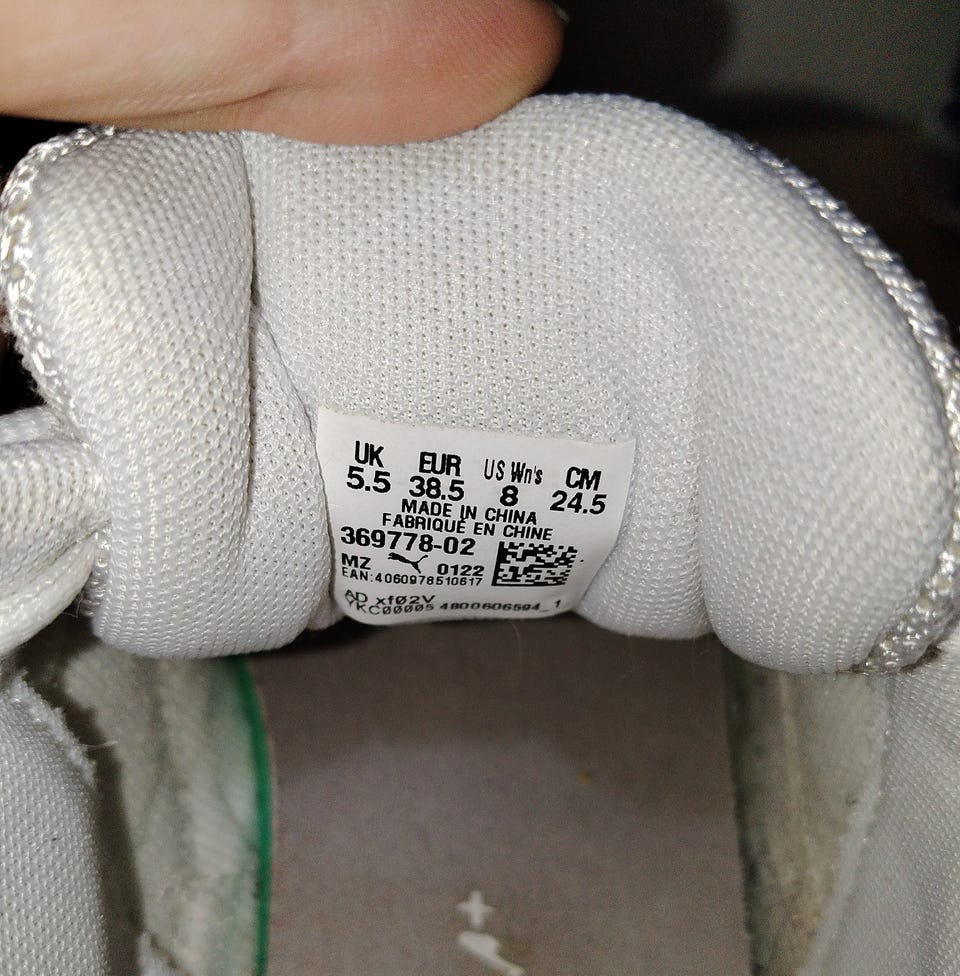 UK EUR US Wn's CM
5.5 38.5 8 24.5
MADE IN CHINA
FABRIQUÉ EN CHINE
369778-02
MZ 0122
EAN:4060978510617
AD xf02V
YKC00005 4800606594_1